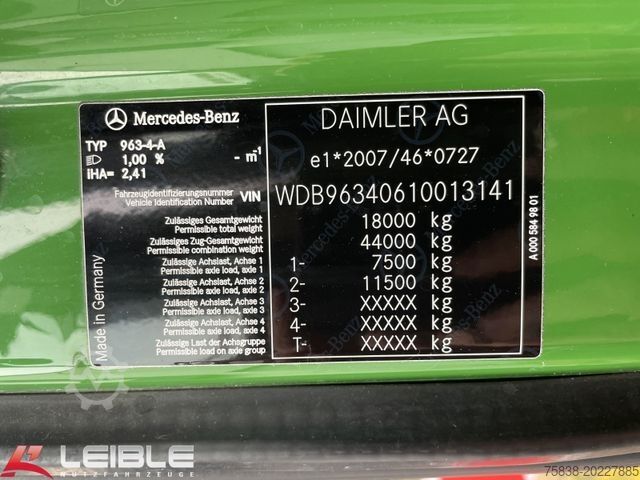 Mercedes-Benz DAIMLER AG
TYP 963-4-A
1,00 % - m-1
IHA= 2,41
e1*2007/46*0727
Fahrzeugidentifizierungsnummer
Vehicle Identification Number VIN WDB96340610013141
Zulässiges Gesamtgewicht
Permissible total weight 18000 kg
Zulässiges Zug-Gesamtgewicht
Permissible combination weight 44000 kg
Zulässige Achslast, Achse 1
Permissible axle load, axle 1 1- 7500 kg
Zulässige Achslast, Achse 2
Permissible axle load, axle 2 2- 11500 kg
Zulässige Achslast, Achse 3
Permissible axle load, axle 3 3- XXXXX kg
Zulässige Achslast, Achse 4
Permissible axle load, axle 4 4- XXXXX kg
Zulässige Last der Achsgruppe
Permissible load on axle group T- XXXXX kg
Made in Germany
A 000 584 98 01
LEIBLE
NUTZFAHRZEUGE
75838-20227885